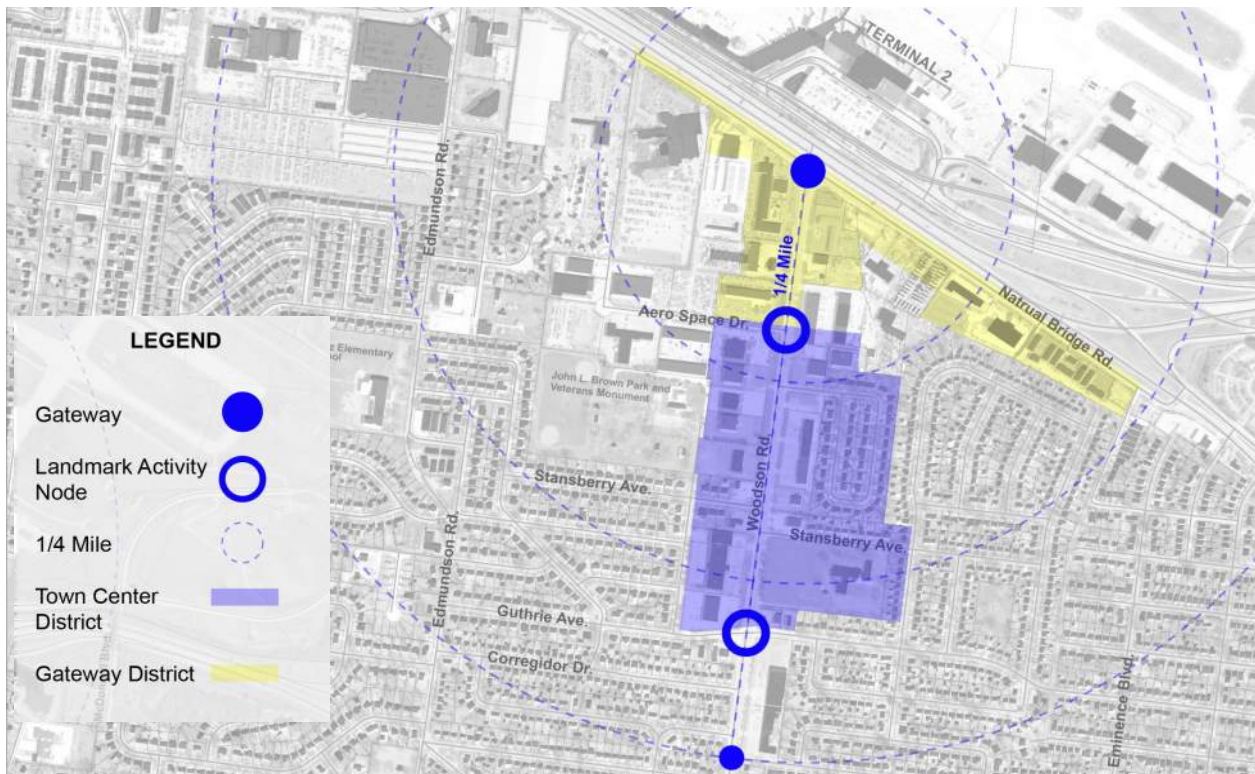 TERMINAL 2
Edmundson Rd.
1/4 Mile
Natrual Bridge Rd.
Aero Space Dr.
LEGEND
Elementary
John L. Brown Park and
Veterans Monument
Gateway
Landmark Activity
Node
Stansberry Ave.
Woodson Rd.
1/4 Mile
Stansberry Ave.
Edmundson Rd.
Town Center
District
Guthrie Ave.
Corregidor Dr.
Gateway District
Eminence Blvd.